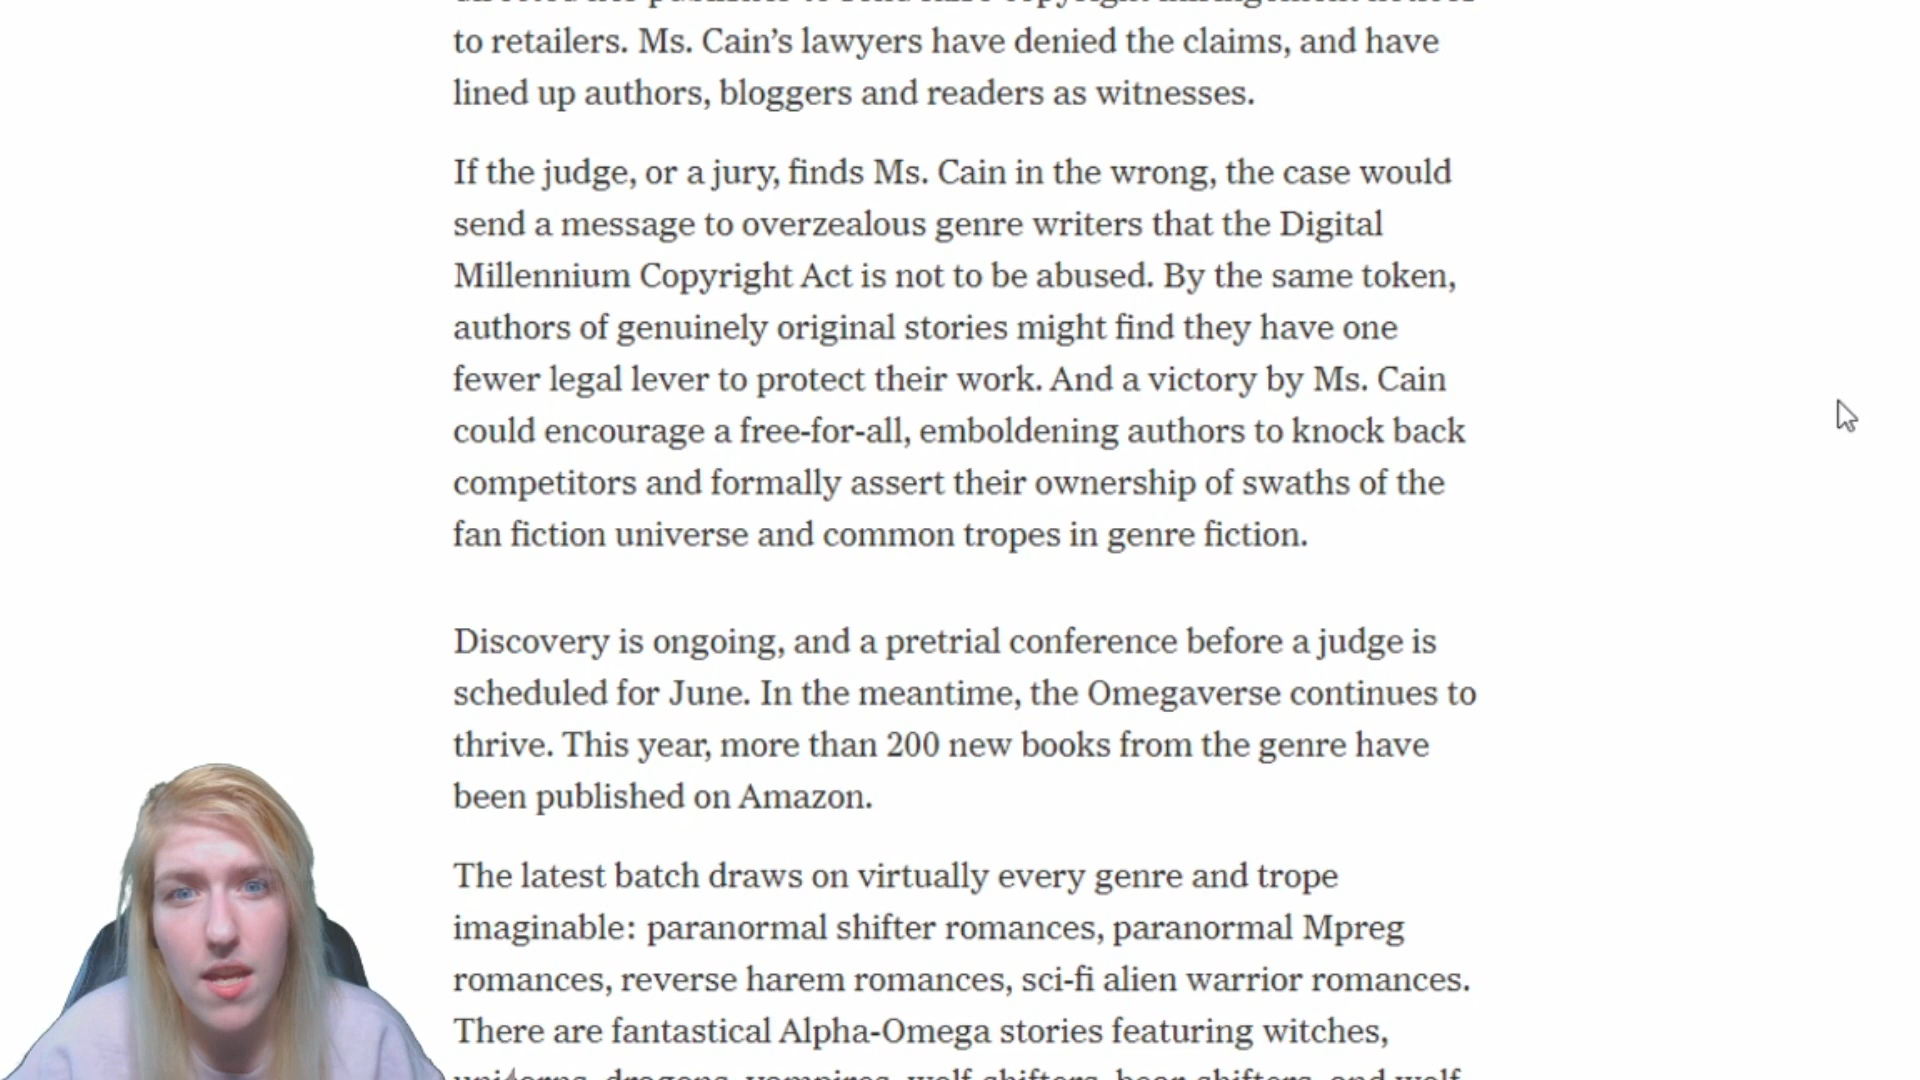 to retailers. Ms. Cain’s lawyers have denied the claims, and have
lined up authors, bloggers and readers as witnesses.
If the judge, or a jury, finds Ms. Cain in the wrong, the case would
send a message to overzealous genre writers that the Digital
Millennium Copyright Act is not to be abused. By the same token,
authors of genuinely original stories might find they have one
fewer legal lever to protect their work. And a victory by Ms. Cain
could encourage a free-for-all, emboldening authors to knock back
competitors and formally assert their ownership of swaths of the
fan fiction universe and common tropes in genre fiction.
Discovery is ongoing, and a pretrial conference before a judge is
scheduled for June. In the meantime, the Omegaverse continues to
thrive. This year, more than 200 new books from the genre have
been published on Amazon.
The latest batch draws on virtually every genre and trope
imaginable: paranormal shifter romances, paranormal Mpreg
romances, reverse harem romances, sci-fi alien warrior romances.
There are fantastical Alpha-Omega stories featuring witches,
unicorns, dragons, vampires, wolf-shifters, bear-shifters, and wolf-